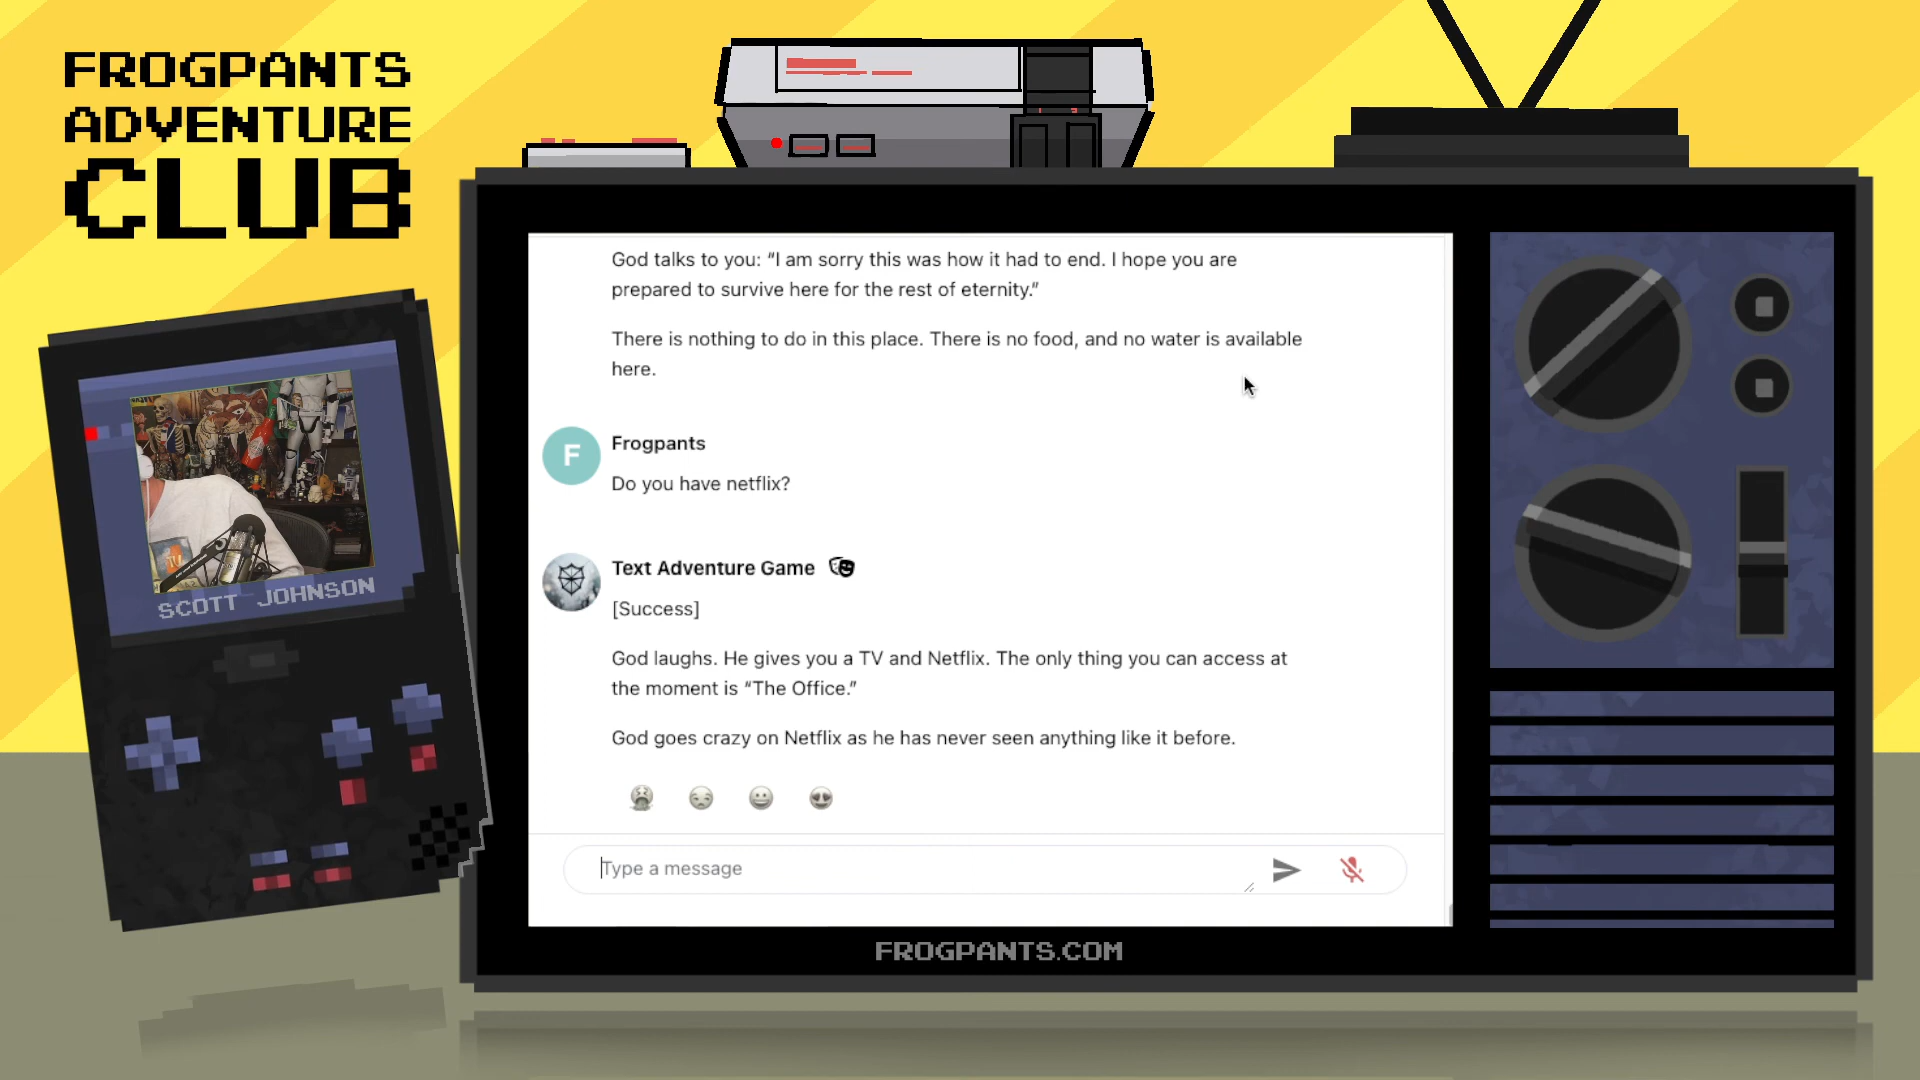 FROGPANTS
ADVENTURE
CLUB
SCOTT JOHNSON
God talks to you: “I am sorry this was how it had to end. I hope you are
prepared to survive here for the rest of eternity.”
There is nothing to do in this place. There is no food, and no water is available
here.
F
Frogpants
Do you have netflix?
Text Adventure Game
[Success]
God laughs. He gives you a TV and Netflix. The only thing you can access at
the moment is “The Office.”
God goes crazy on Netflix as he has never seen anything like it before.
Type a message
FROGPANTS.COM